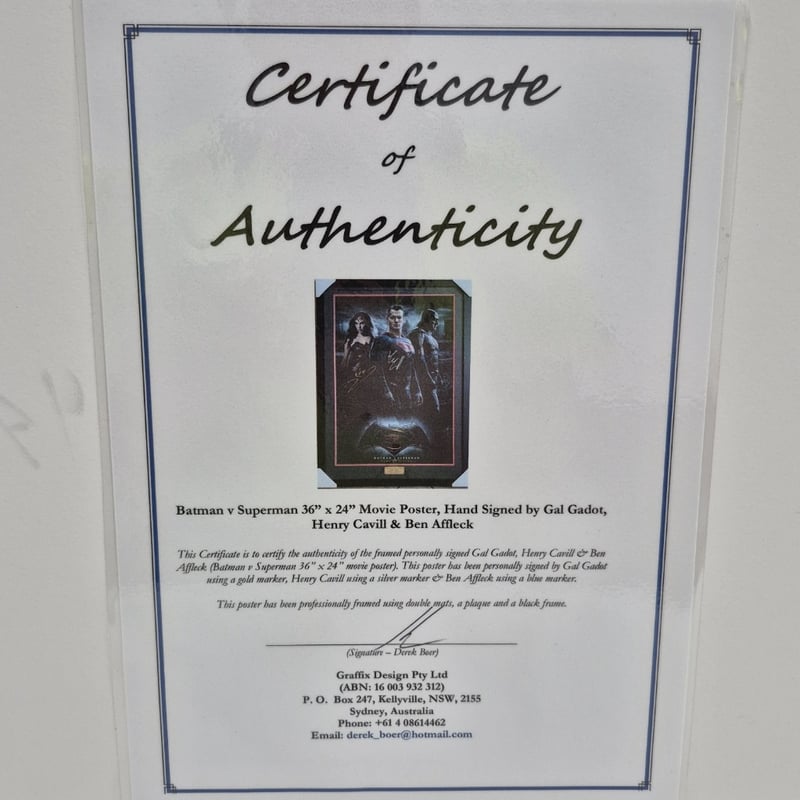 Certificate
of
Authenticity
Batman v Superman 36” x 24” Movie Poster, Hand Signed by Gal Gadot,
Henry Cavill & Ben Affleck
This Certificate is to certify the authenticity of the framed personally signed Gal Gadot, Henry Cavill & Ben
Affleck (Batman v Superman 36” x 24” movie poster). This poster has been personally signed by Gal Gadot
using a gold marker, Henry Cavill using a silver marker & Ben Affleck using a blue marker.
This poster has been professionally framed using double mats, a plaque and a black frame.
(Signature – Derek Boer)
Graffix Design Pty Ltd
(ABN: 16 003 932 312)
P. O. Box 247, Kellyville, NSW, 2155
Sydney, Australia
Phone: +61 4 08614462
Email: derek_boer@hotmail.com